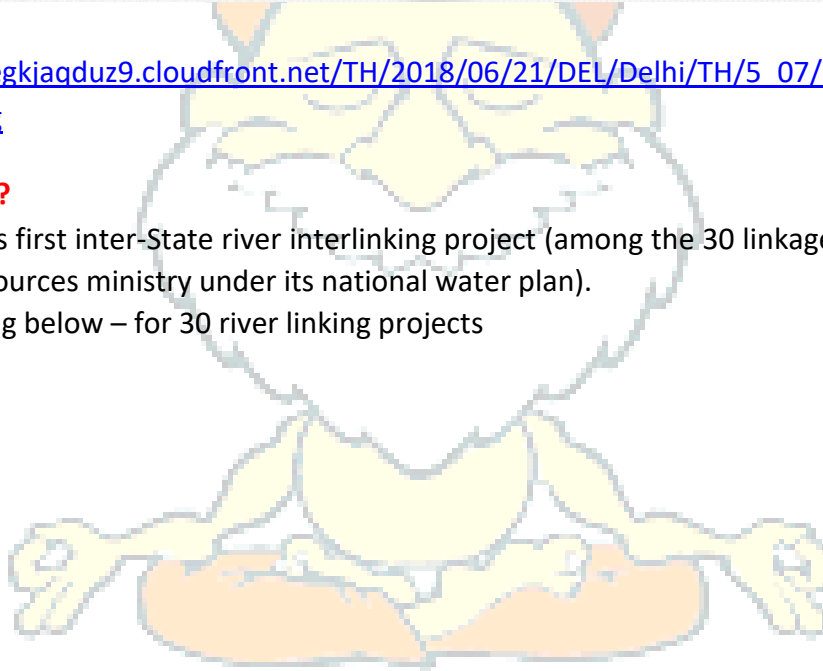 egkjaqduz9.cloudfront.net/TH/2018/06/21/DEL/Delhi/TH/5_07/
?
s first inter-State river interlinking project (among the 30 linkage
ources ministry under its national water plan).
g below – for 30 river linking projects